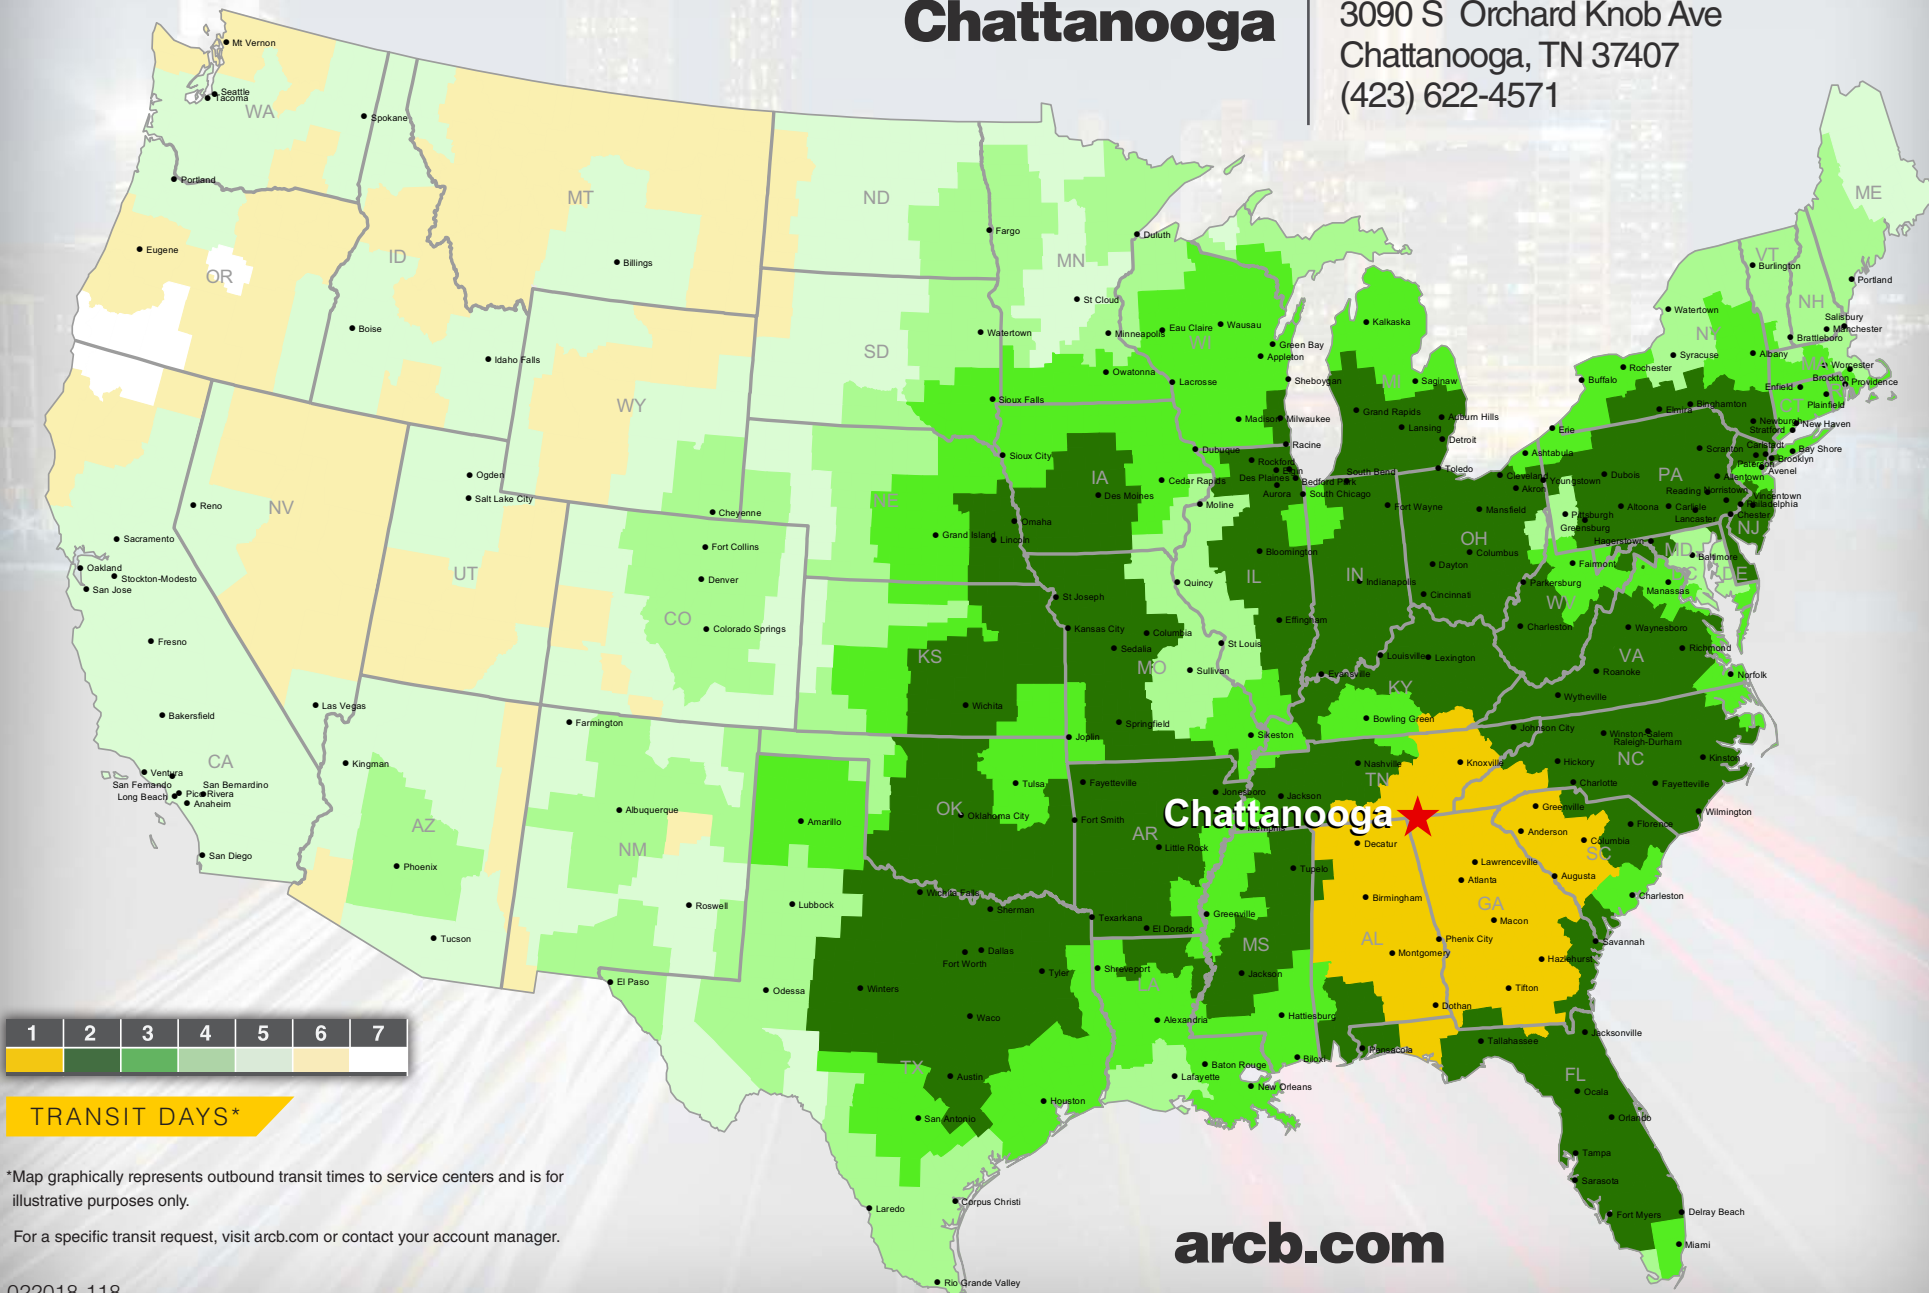 Chattanooga
3090 S Orchard Knob Ave
Chattanooga, TN 37407
(423) 622-4571
Mt Vernon
Seattle
Tacoma
WA
Spokane
Portland
Eugene
OR
ID
Boise
Idaho Falls
MT
Billings
ND
Fargo
SD
Watertown
Sioux Falls
WY
Cheyenne
MN
Duluth
St Cloud
Minneapolis
Owatonna
WI
Eau Claire
Wausau
Green Bay
Appleton
Lacrosse
Sheboygan
Madison
Milwaukee
Racine
MI
Kalkaska
Saginaw
Grand Rapids
Lansing
Auburn Hills
Detroit
ME
VT
Burlington
Portland
NH
Salisbury
Manchester
Brattleboro
Watertown
NY
Syracuse
Rochester
Buffalo
Albany
MA
Worcester
Brockton
Providence
Enfield
Plainfield
CT
New Haven
Stratford
Newburgh
Binghamton
Elmira
Erie
Ashtabula
Scranton
Carlstadt
Bay Shore
Brooklyn
Paterson
Avenel
Allentown
PA
Dubois
Reading
Norristown
Vincentown
Philadelphia
Chester
Altoona
Carlisle
Lancaster
Pittsburgh
Greensburg
Hagerstown
NJ
MD
Baltimore
DE
Manassas
Fairmont
WV
Parkersburg
Charleston
Cleveland
Youngstown
Akron
Toledo
Mansfield
OH
Columbus
Dayton
Cincinnati
South Bend
Fort Wayne
IN
Indianapolis
Evansville
Dubuque
Rockford
Elgin
Des Plaines
Bedford Park
Aurora
South Chicago
Moline
Bloomington
IL
Quincy
Effingham
IA
Sioux City
Cedar Rapids
Des Moines
NE
Omaha
Grand Island
Lincoln
Reno
NV
Las Vegas
Ogden
Salt Lake City
UT
Fort Collins
Denver
CO
Colorado Springs
KS
Wichita
St Joseph
Kansas City
Columbia
Sedalia
MO
St Louis
Sullivan
Springfield
Joplin
Sikeston
Louisville
Lexington
KY
Bowling Green
VA
Waynesboro
Richmond
Roanoke
Norfolk
Wytheville
Sacramento
Oakland
Stockton-Modesto
San Jose
Fresno
Bakersfield
CA
Ventura
San Fernando
San Bernardino
Pico Rivera
Long Beach
Anaheim
San Diego
Kingman
AZ
Phoenix
Tucson
Farmington
Albuquerque
NM
Roswell
El Paso
Amarillo
Lubbock
Odessa
Winters
Wichita Falls
Sherman
Dallas
Fort Worth
Tyler
Waco
TX
Austin
San Antonio
Houston
Corpus Christi
Laredo
Rio Grande Valley
OK
Tulsa
Oklahoma City
Fayetteville
Fort Smith
AR
Jonesboro
Little Rock
Texarkana
El Dorado
Shreveport
LA
Alexandria
Lafayette
Baton Rouge
New Orleans
MS
Tupelo
Greenville
Jackson
Hattiesburg
Biloxi
Nashville
TN
Jackson
Memphis
Knoxville
Johnson City
Chattanooga
Decatur
Birmingham
AL
Montgomery
Dothan
Phenix City
Lawrenceville
Atlanta
GA
Macon
Augusta
Hazlehurst
Tifton
Savannah
Winston-Salem
Raleigh-Durham
NC
Kinston
Hickory
Charlotte
Fayetteville
Wilmington
Greenville
Anderson
Florence
Columbia
SC
Charleston
Pensacola
Tallahassee
Jacksonville
FL
Ocala
Orlando
Tampa
Sarasota
Fort Myers
Delray Beach
Miami
1 2 3 4 5 6 7
TRANSIT DAYS*
*Map graphically represents outbound transit times to service centers and is for
illustrative purposes only.
For a specific transit request, visit arcb.com or contact your account manager.
arcb.com
022018-118